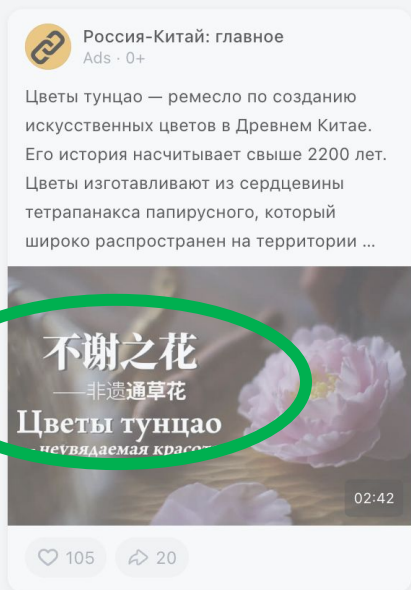 Россия-Китай: главное
Ads · 0+
Цветы тунцао — ремесло по созданию
искусственных цветов в Древнем Китае.
Его история насчитывает свыше 2200 лет.
Цветы изготавливают из сердцевины
тетрапанакса папирусного, который
широко распространен на территории ...
不谢之花
——非遗通草花
Цветы тунцао
неувядаемая
02:42
105
20